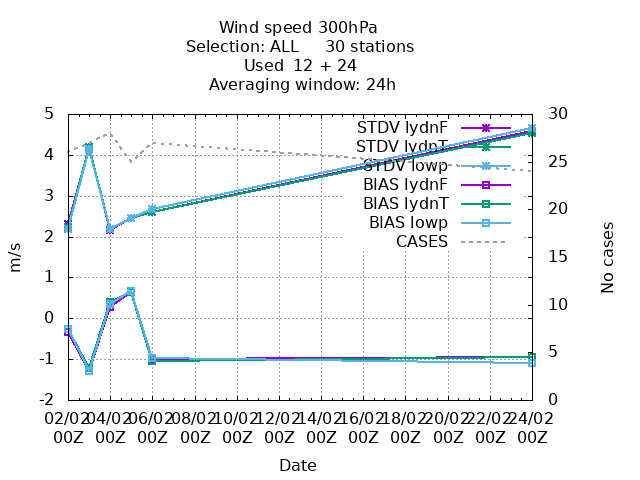 Wind speed 300hPa
Selection: ALL 30 stations
Used 12 + 24
Averaging window: 24h
5
4
3
2
1
0
-1
-2
m/s
30
25
20
15
10
5
0
No cases
STDV lydnF
STDV lydnT
STDV lowp
BIAS lydnF
BIAS lydnT
BIAS lowp
CASES
02/02 04/02 06/02 08/02 10/02 12/02 14/02 16/02 18/02 20/02 22/02 24/02
00Z 00Z 00Z 00Z 00Z 00Z 00Z 00Z 00Z 00Z 00Z 00Z
Date